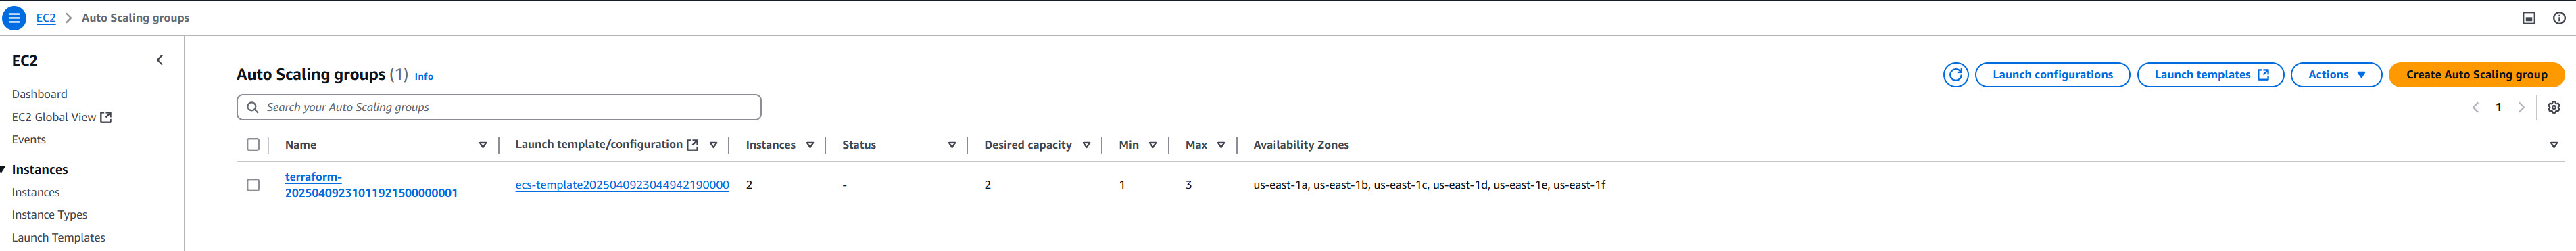 EC2 > Auto Scaling groups
EC2
Dashboard
EC2 Global View
Events
Instances
Instances
Instance Types
Launch Templates
Auto Scaling groups (1) Info
Launch configurations
Launch templates
Actions
Create Auto Scaling group
Search your Auto Scaling groups
1
Name Launch template/configuration Instances Status Desired capacity Min Max Availability Zones
terraform-
20250409231011921500000001 ecs-template2025040923044942190000 2 - 2 1 3 us-east-1a, us-east-1b, us-east-1c, us-east-1d, us-east-1e, us-east-1f